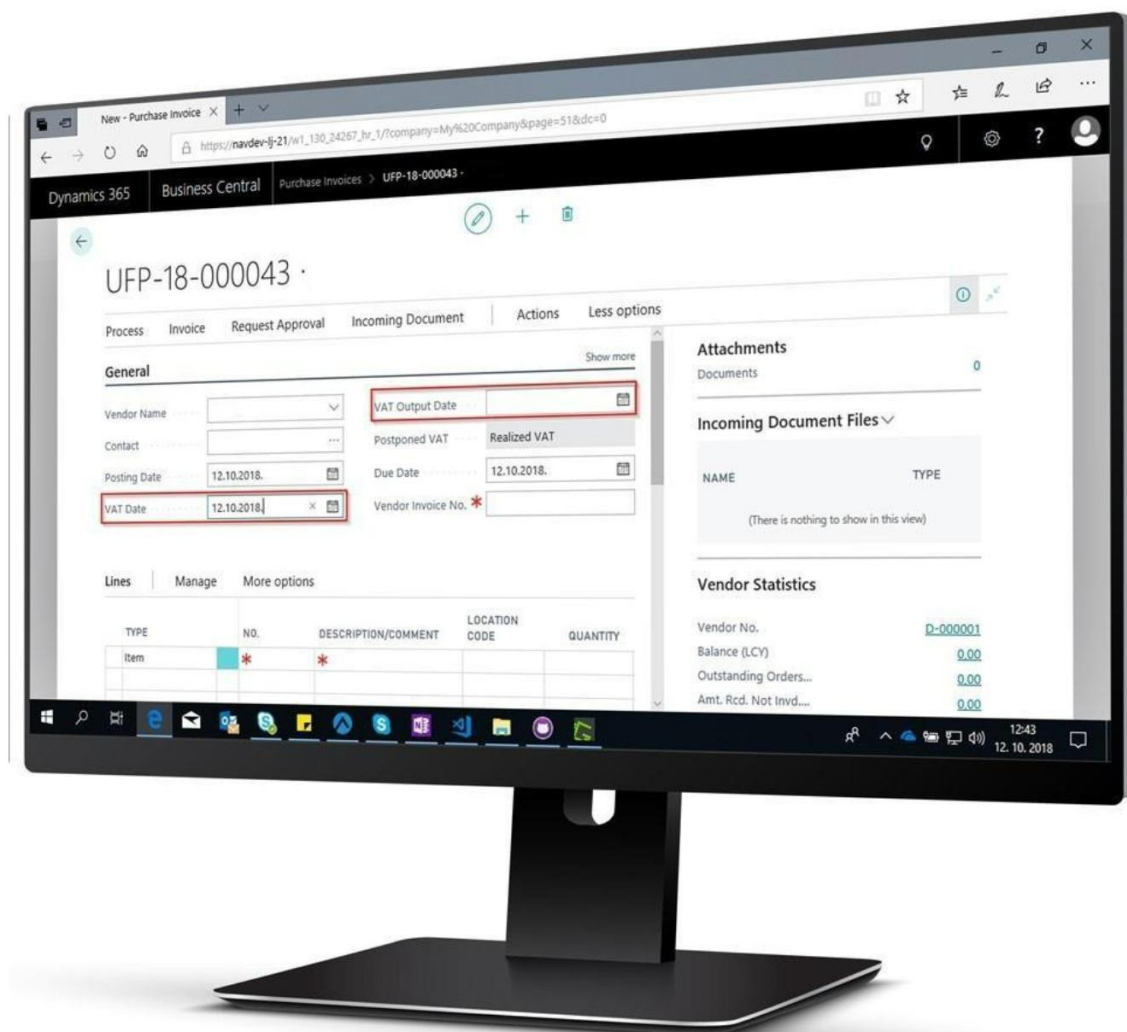 New - Purchase Invoice
https://navdev-lj-21/w1_130_24267_hr_1/?company=My%20Company&page=51&dc=0
Dynamics 365
Business Central
Purchase Invoices > UFP-18-000043 ·
UFP-18-000043 ·
Process Invoice Request Approval Incoming Document Actions Less options
General
Show more
Vendor Name
VAT Output Date
Contact
Postponed VAT Realized VAT
Posting Date 12.10.2018.
Due Date 12.10.2018.
VAT Date 12.10.2018.
Vendor Invoice No. *
Lines Manage More options
TYPE NO. DESCRIPTION/COMMENT LOCATION CODE QUANTITY
Item * *
Attachments
Documents 0
Incoming Document Files
NAME TYPE
(There is nothing to show in this view)
Vendor Statistics
Vendor No. D-000001
Balance (LCY) 0,00
Outstanding Orders... 0,00
Amt. Rcd. Not Invd.... 0,00
12:43
12. 10. 2018